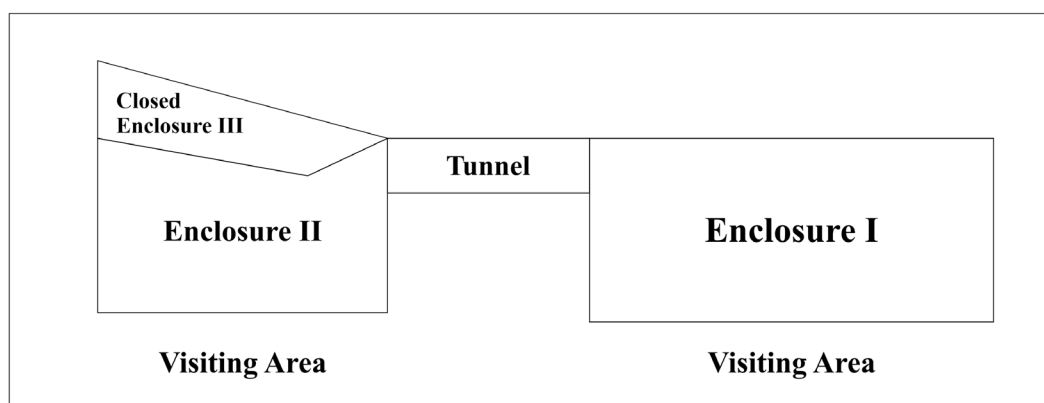 Closed
Enclosure III
Tunnel
Enclosure II
Enclosure I
Visiting Area
Visiting Area